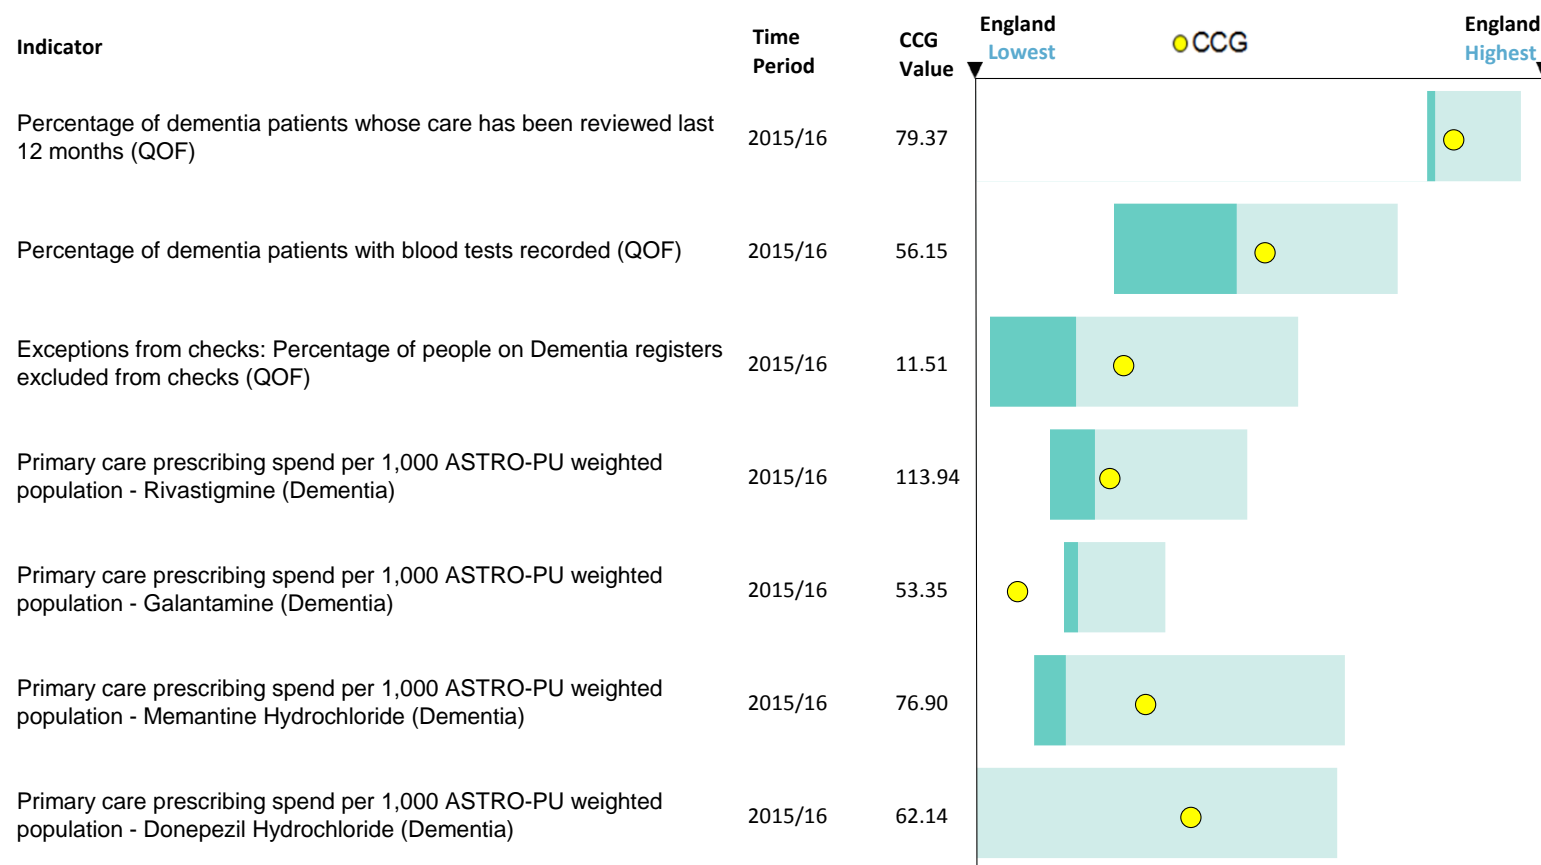 Indicator
Time
Period
CCG
Value
England
Lowest
CCG
England
Highest
Percentage of dementia patients whose care has been reviewed last
12 months (QOF)
2015/16
79.37
Percentage of dementia patients with blood tests recorded (QOF)
2015/16
56.15
Exceptions from checks: Percentage of people on Dementia registers
excluded from checks (QOF)
2015/16
11.51
Primary care prescribing spend per 1,000 ASTRO-PU weighted
population - Rivastigmine (Dementia)
2015/16
113.94
Primary care prescribing spend per 1,000 ASTRO-PU weighted
population - Galantamine (Dementia)
2015/16
53.35
Primary care prescribing spend per 1,000 ASTRO-PU weighted
population - Memantine Hydrochloride (Dementia)
2015/16
76.90
Primary care prescribing spend per 1,000 ASTRO-PU weighted
population - Donepezil Hydrochloride (Dementia)
2015/16
62.14